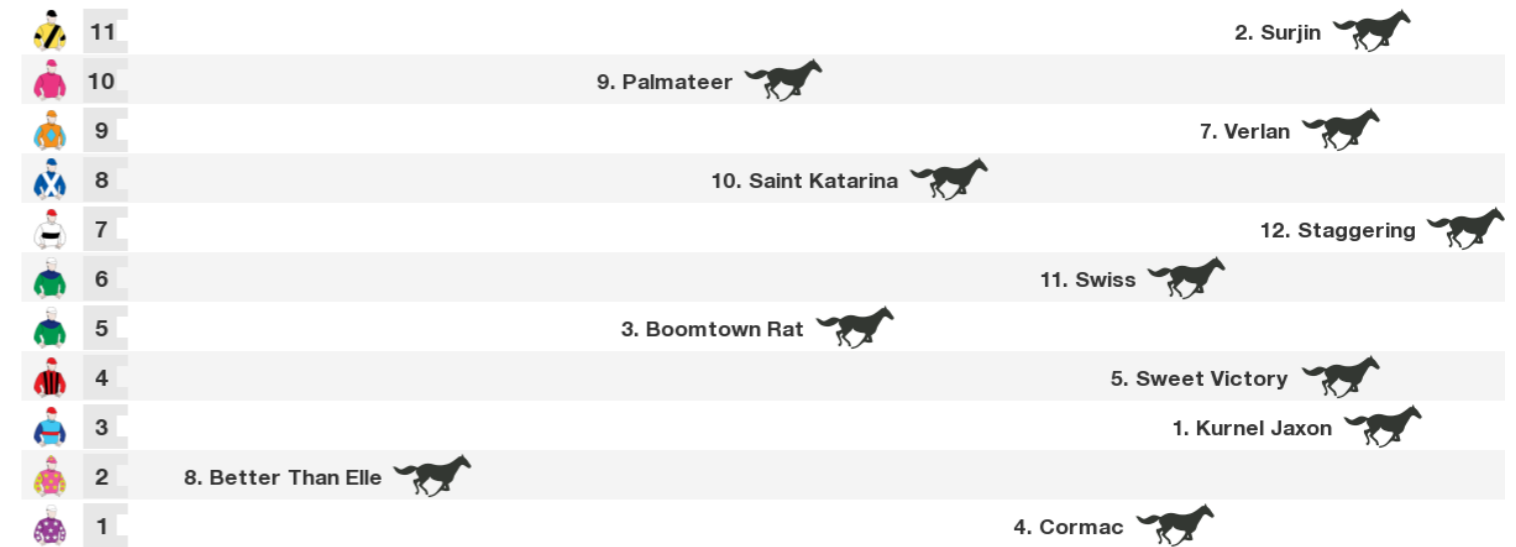 11 2. Surjin
10 9. Palmateer
9 7. Verlan
8 10. Saint Katarina
7 12. Staggering
6 11. Swiss
5 3. Boomtown Rat
4 5. Sweet Victory
3 1. Kurnel Jaxon
2 8. Better Than Elle
1 4. Cormac